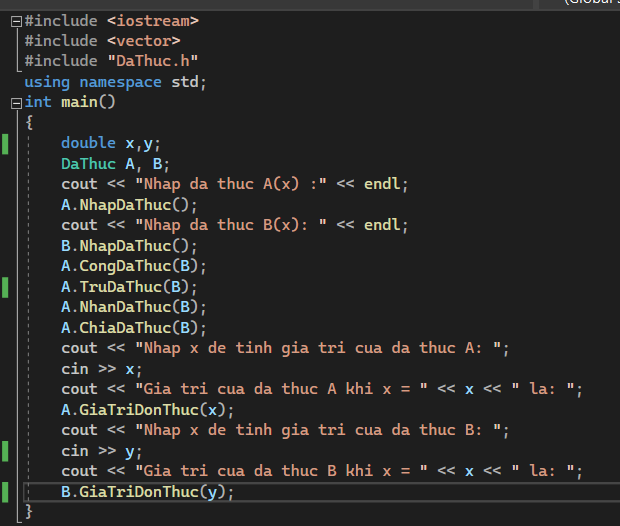 #include <iostream>
#include <vector>
#include "DaThuc.h"
using namespace std;
int main()
{
double x,y;
DaThuc A, B;
cout << "Nhap da thuc A(x) :" << endl;
A.NhapDaThuc();
cout << "Nhap da thuc B(x): " << endl;
B.NhapDaThuc();
A.CongDaThuc(B);
A.TruDaThuc(B);
A.NhanDaThuc(B);
A.ChiaDaThuc(B);
cout << "Nhap x de tinh gia tri cua da thuc A: ";
cin >> x;
cout << "Gia tri cua da thuc A khi x = " << x << " la: ";
A.GiaTriDonThuc(x);
cout << "Nhap x de tinh gia tri cua da thuc B: ";
cin >> y;
cout << "Gia tri cua da thuc B khi x = " << x << " la: ";
B.GiaTriDonThuc(y);
}